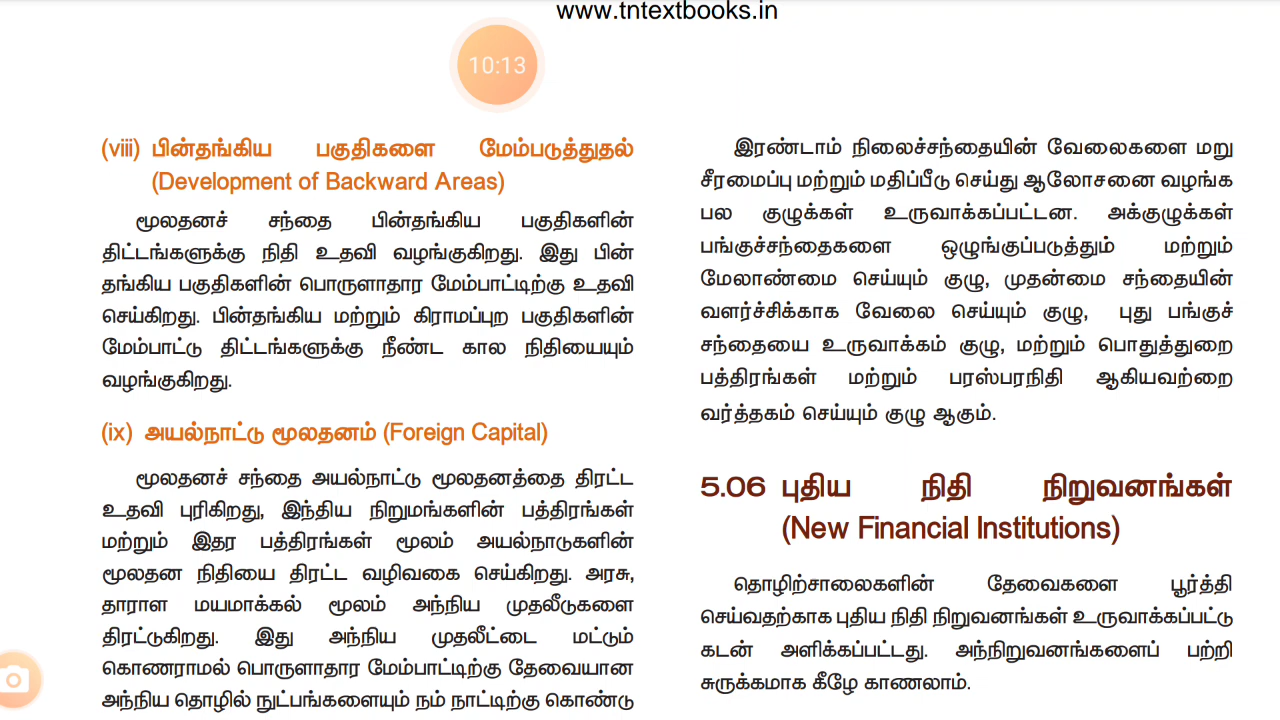 www.tntextbooks.in
10:13
(viii) பின்தங்கிய பகுதிகளை மேம்படுத்துதல்
(Development of Backward Areas)
மூலதனச் சந்தை பின்தங்கிய பகுதிகளின்
திட்டங்களுக்கு நிதி உதவி வழங்குகிறது. இது பின்
தங்கிய பகுதிகளின் பொருளாதார மேம்பாட்டிற்கு உதவி
செய்கிறது. பின்தங்கிய மற்றும் கிராமப்புற பகுதிகளின்
மேம்பாட்டு திட்டங்களுக்கு நீண்ட கால நிதியையும்
வழங்குகிறது.
(ix) அயல்நாட்டு மூலதனம் (Foreign Capital)
மூலதனச் சந்தை அயல்நாட்டு மூலதனத்தை திரட்ட
உதவி புரிகிறது, இந்திய நிறுமங்களின் பத்திரங்கள்
மற்றும் இதர பத்திரங்கள் மூலம் அயல்நாடுகளின்
மூலதன நிதியை திரட்ட வழிவகை செய்கிறது. அரசு,
தாராள மயமாக்கல் மூலம் அந்நிய முதலீடுகளை
திரட்டுகிறது. இது அந்நிய முதலீட்டை மட்டும்
கொணராமல் பொருளாதார மேம்பாட்டிற்கு தேவையான
அந்நிய தொழில் நுட்பங்களையும் நம் நாட்டிற்கு கொண்டு
இரண்டாம் நிலைச்சந்தையின் வேலைகளை மறு
சீரமைப்பு மற்றும் மதிப்பீடு செய்து ஆலோசனை வழங்க
பல குழுக்கள் உருவாக்கப்பட்டன. அக்குழுக்கள்
பங்குச்சந்தைகளை ஒழுங்குப்படுத்தும் மற்றும்
மேலாண்மை செய்யும் குழு, முதன்மை சந்தையின்
வளர்ச்சிக்காக வேலை செய்யும் குழு, புது பங்குச்
சந்தையை உருவாக்கம் குழு, மற்றும் பொதுத்துறை
பத்திரங்கள் மற்றும் பரஸ்பரநிதி ஆகியவற்றை
வர்த்தகம் செய்யும் குழு ஆகும்.
5.06 புதிய நிதி நிறுவனங்கள்
(New Financial Institutions)
தொழிற்சாலைகளின் தேவைகளை பூர்த்தி
செய்வதற்காக புதிய நிதி நிறுவனங்கள் உருவாக்கப்பட்டு
கடன் அளிக்கப்பட்டது. அந்நிறுவனங்களைப் பற்றி
சுருக்கமாக கீழே காணலாம்.